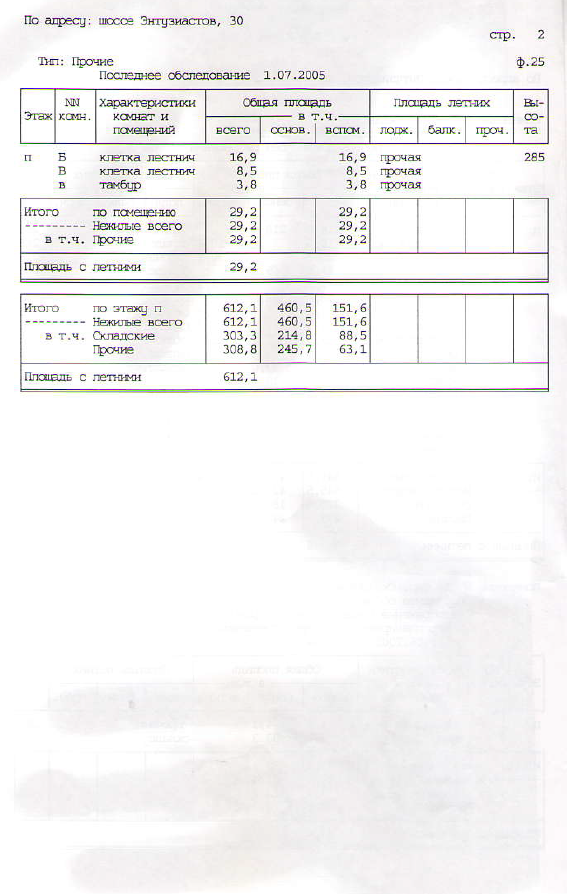 По адресу: шоссе Энтузиастов, 30
стр. 2
Тип: Прочие ф.25
Последнее обследование 1.07.2005
Этаж NN комн. Характеристики комнат и помещений Общая площадь Площадь летних Вы-со-та
в т.ч.
всего основ. вспом. лодж. балк. проч.
п Б клетка лестнич 16,9 16,9 прочая 285
В клетка лестнич 8,5 8,5 прочая
в тамбур 3,8 3,8 прочая
Итого по помещению 29,2 29,2
--------- Нежилые всего 29,2 29,2
в т.ч. Прочие 29,2 29,2
Площадь с летними 29,2
Итого по этажу п 612,1 460,5 151,6
--------- Нежилые всего 612,1 460,5 151,6
в т.ч. Складские 303,3 214,8 88,5
Прочие 308,8 245,7 63,1
Площадь с летними 612,1